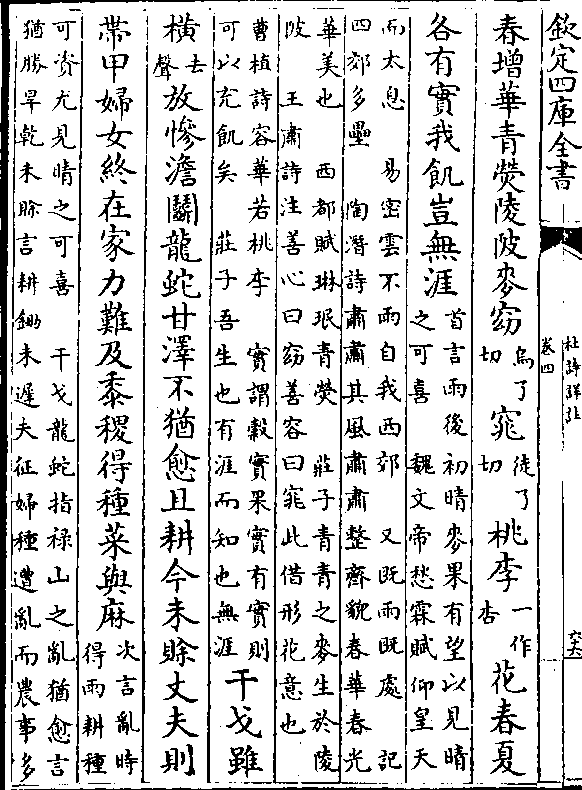 欽定四庫全書
杜詩詳註
卷四
春增華青熒陵陂麥窈烏了切窕徒了切桃李一作杏花春夏
各有實我飢豈無涯首言雨後初晴麥果有望以見晴
之可喜 魏文帝愁霖賦仰皇天
而太息 易密雲不雨自我西郊 又既雨既處 記
四郊多壘 陶潛詩肅肅其風肅肅整齊貌春華春光
華美也 西都賦琳珉青熒 莊子青青之麥生於陵
陂 王肅詩注善心曰窈善容曰窕此借形花意也
曹植詩容華若桃李 實謂穀實果實有實則
可以充飢矣 莊子吾生也有涯而知也無涯
干戈雖
橫去聲放慘澹鬭龍蛇甘澤不猶愈且耕今未賒丈夫則
帶甲婦女終在家力難及黍稷得種菜與麻次言亂時
得雨耕種
可資尤見晴之可喜 干戈龍蛇指祿山之亂猶愈言
猶勝旱乾未賒言耕鋤未遲夫征婦種遭亂而農事多